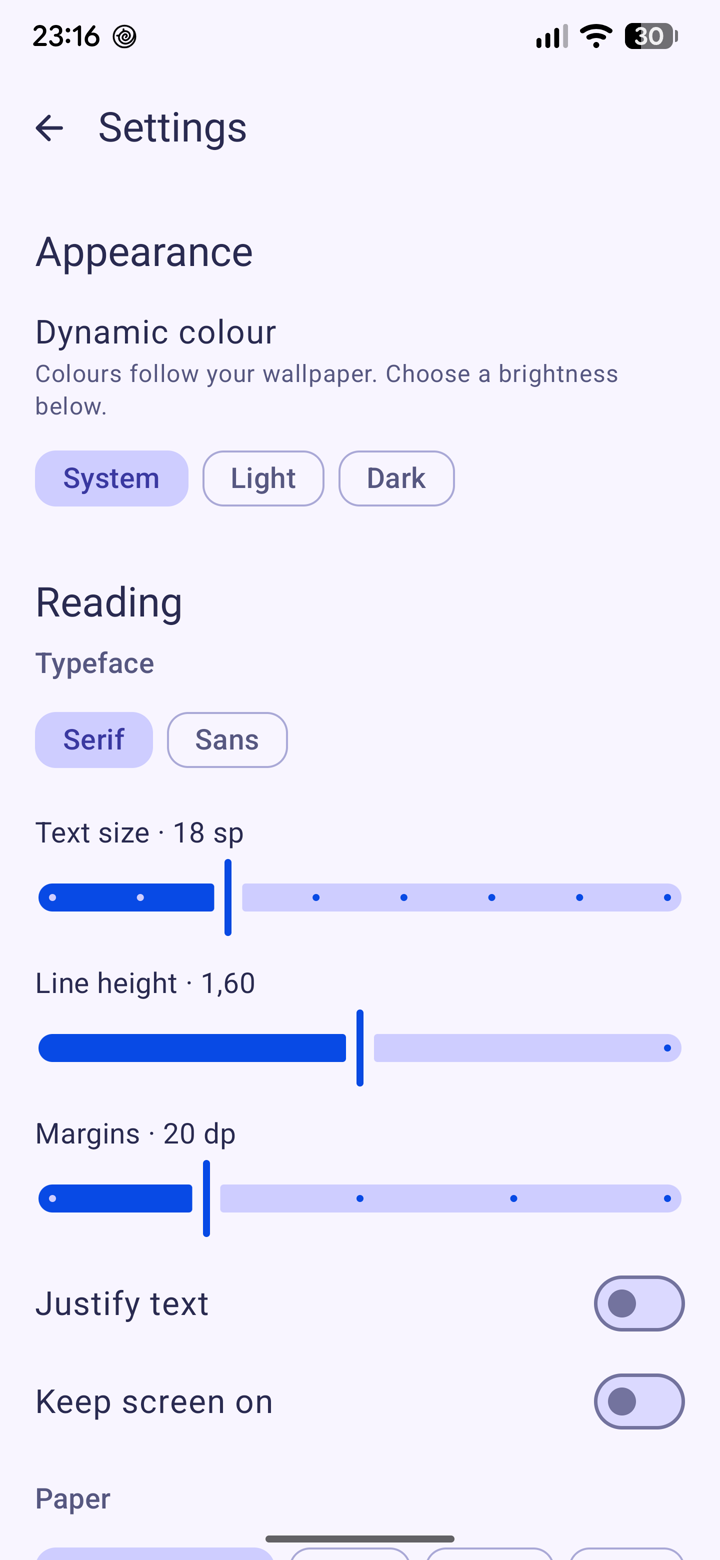 23:16
30
Settings
Appearance
Dynamic colour
Colours follow your wallpaper. Choose a brightness
below.
System Light Dark
Reading
Typeface
Serif Sans
Text size · 18 sp
Line height · 1,60
Margins · 20 dp
Justify text
Keep screen on
Paper